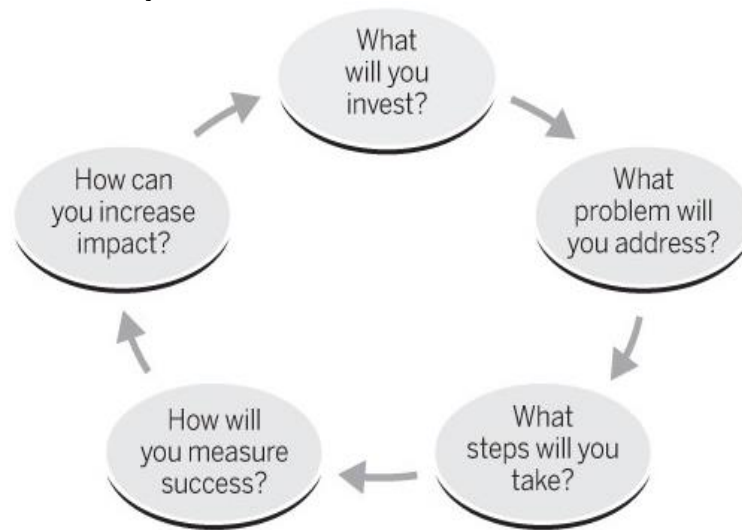 What
will you
invest?
What
problem will
you address?
What
steps will you
take?
How will
you measure
success?
How can
you increase
impact?